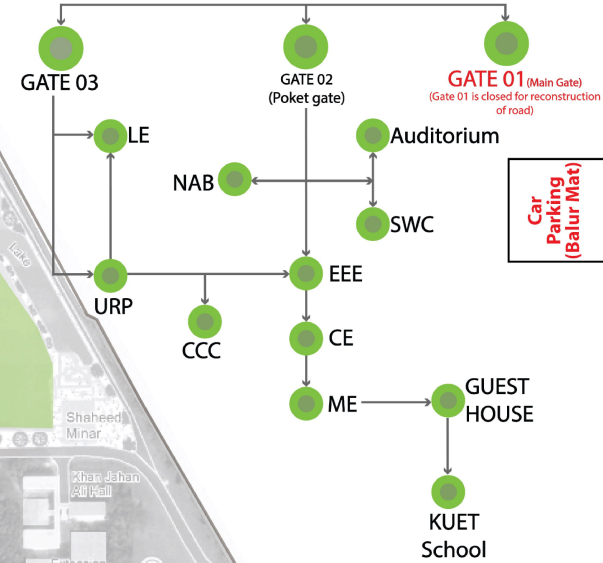 GATE 03
GATE 02
(Poket gate)
GATE 01 (Main Gate)
(Gate 01 is closed for reconstruction
of road)
LE
Auditorium
NAB
SWC
Car
Parking
(Balur Mat)
Lake
URP
EEE
CCC
CE
ME
GUEST
HOUSE
Shaheed
Minar
Khan Jahan
Ali Hall
KUET
School